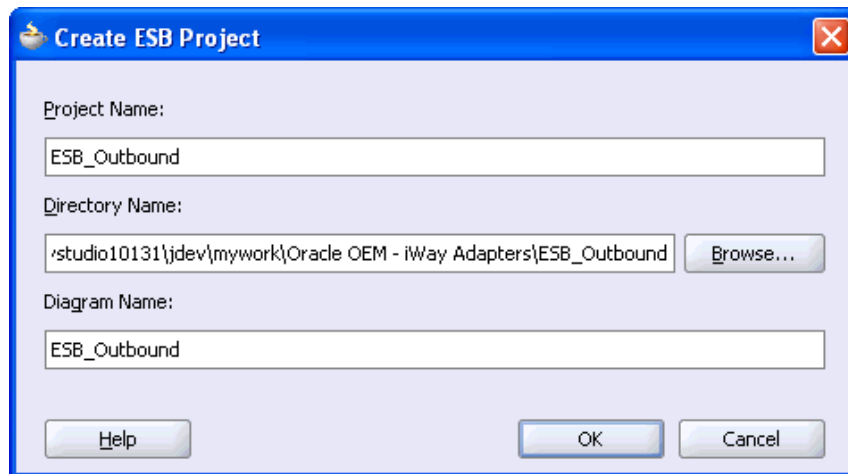 Create ESB Project
Project Name:
ESB_Outbound
Directory Name:
studio10131\jdev\mywork\Oracle OEM - iWay Adapters\ESB_Outbound
Browse...
Diagram Name:
ESB_Outbound
Help
OK
Cancel